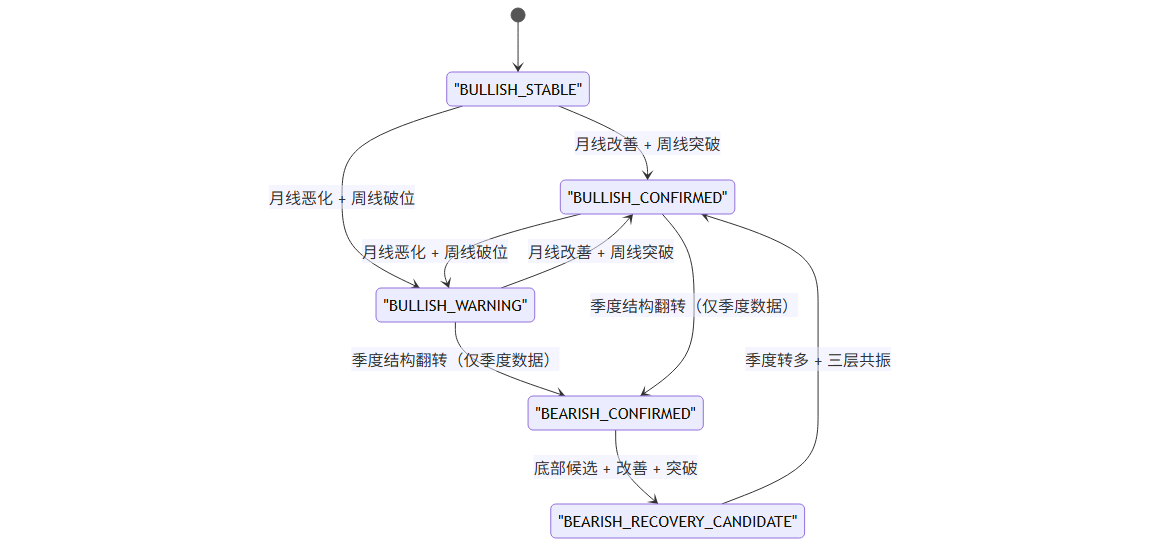 "BULLISH_STABLE"
月线改善 + 周线突破
"BULLISH_CONFIRMED"
月线恶化 + 周线破位
月线恶化 + 周线破位
月线改善 + 周线突破
"BULLISH_WARNING"
季度结构翻转（仅季度数据）
季度结构翻转（仅季度数据）
季度转多 + 三层共振
"BEARISH_CONFIRMED"
底部候选 + 改善 + 突破
"BEARISH_RECOVERY_CANDIDATE"